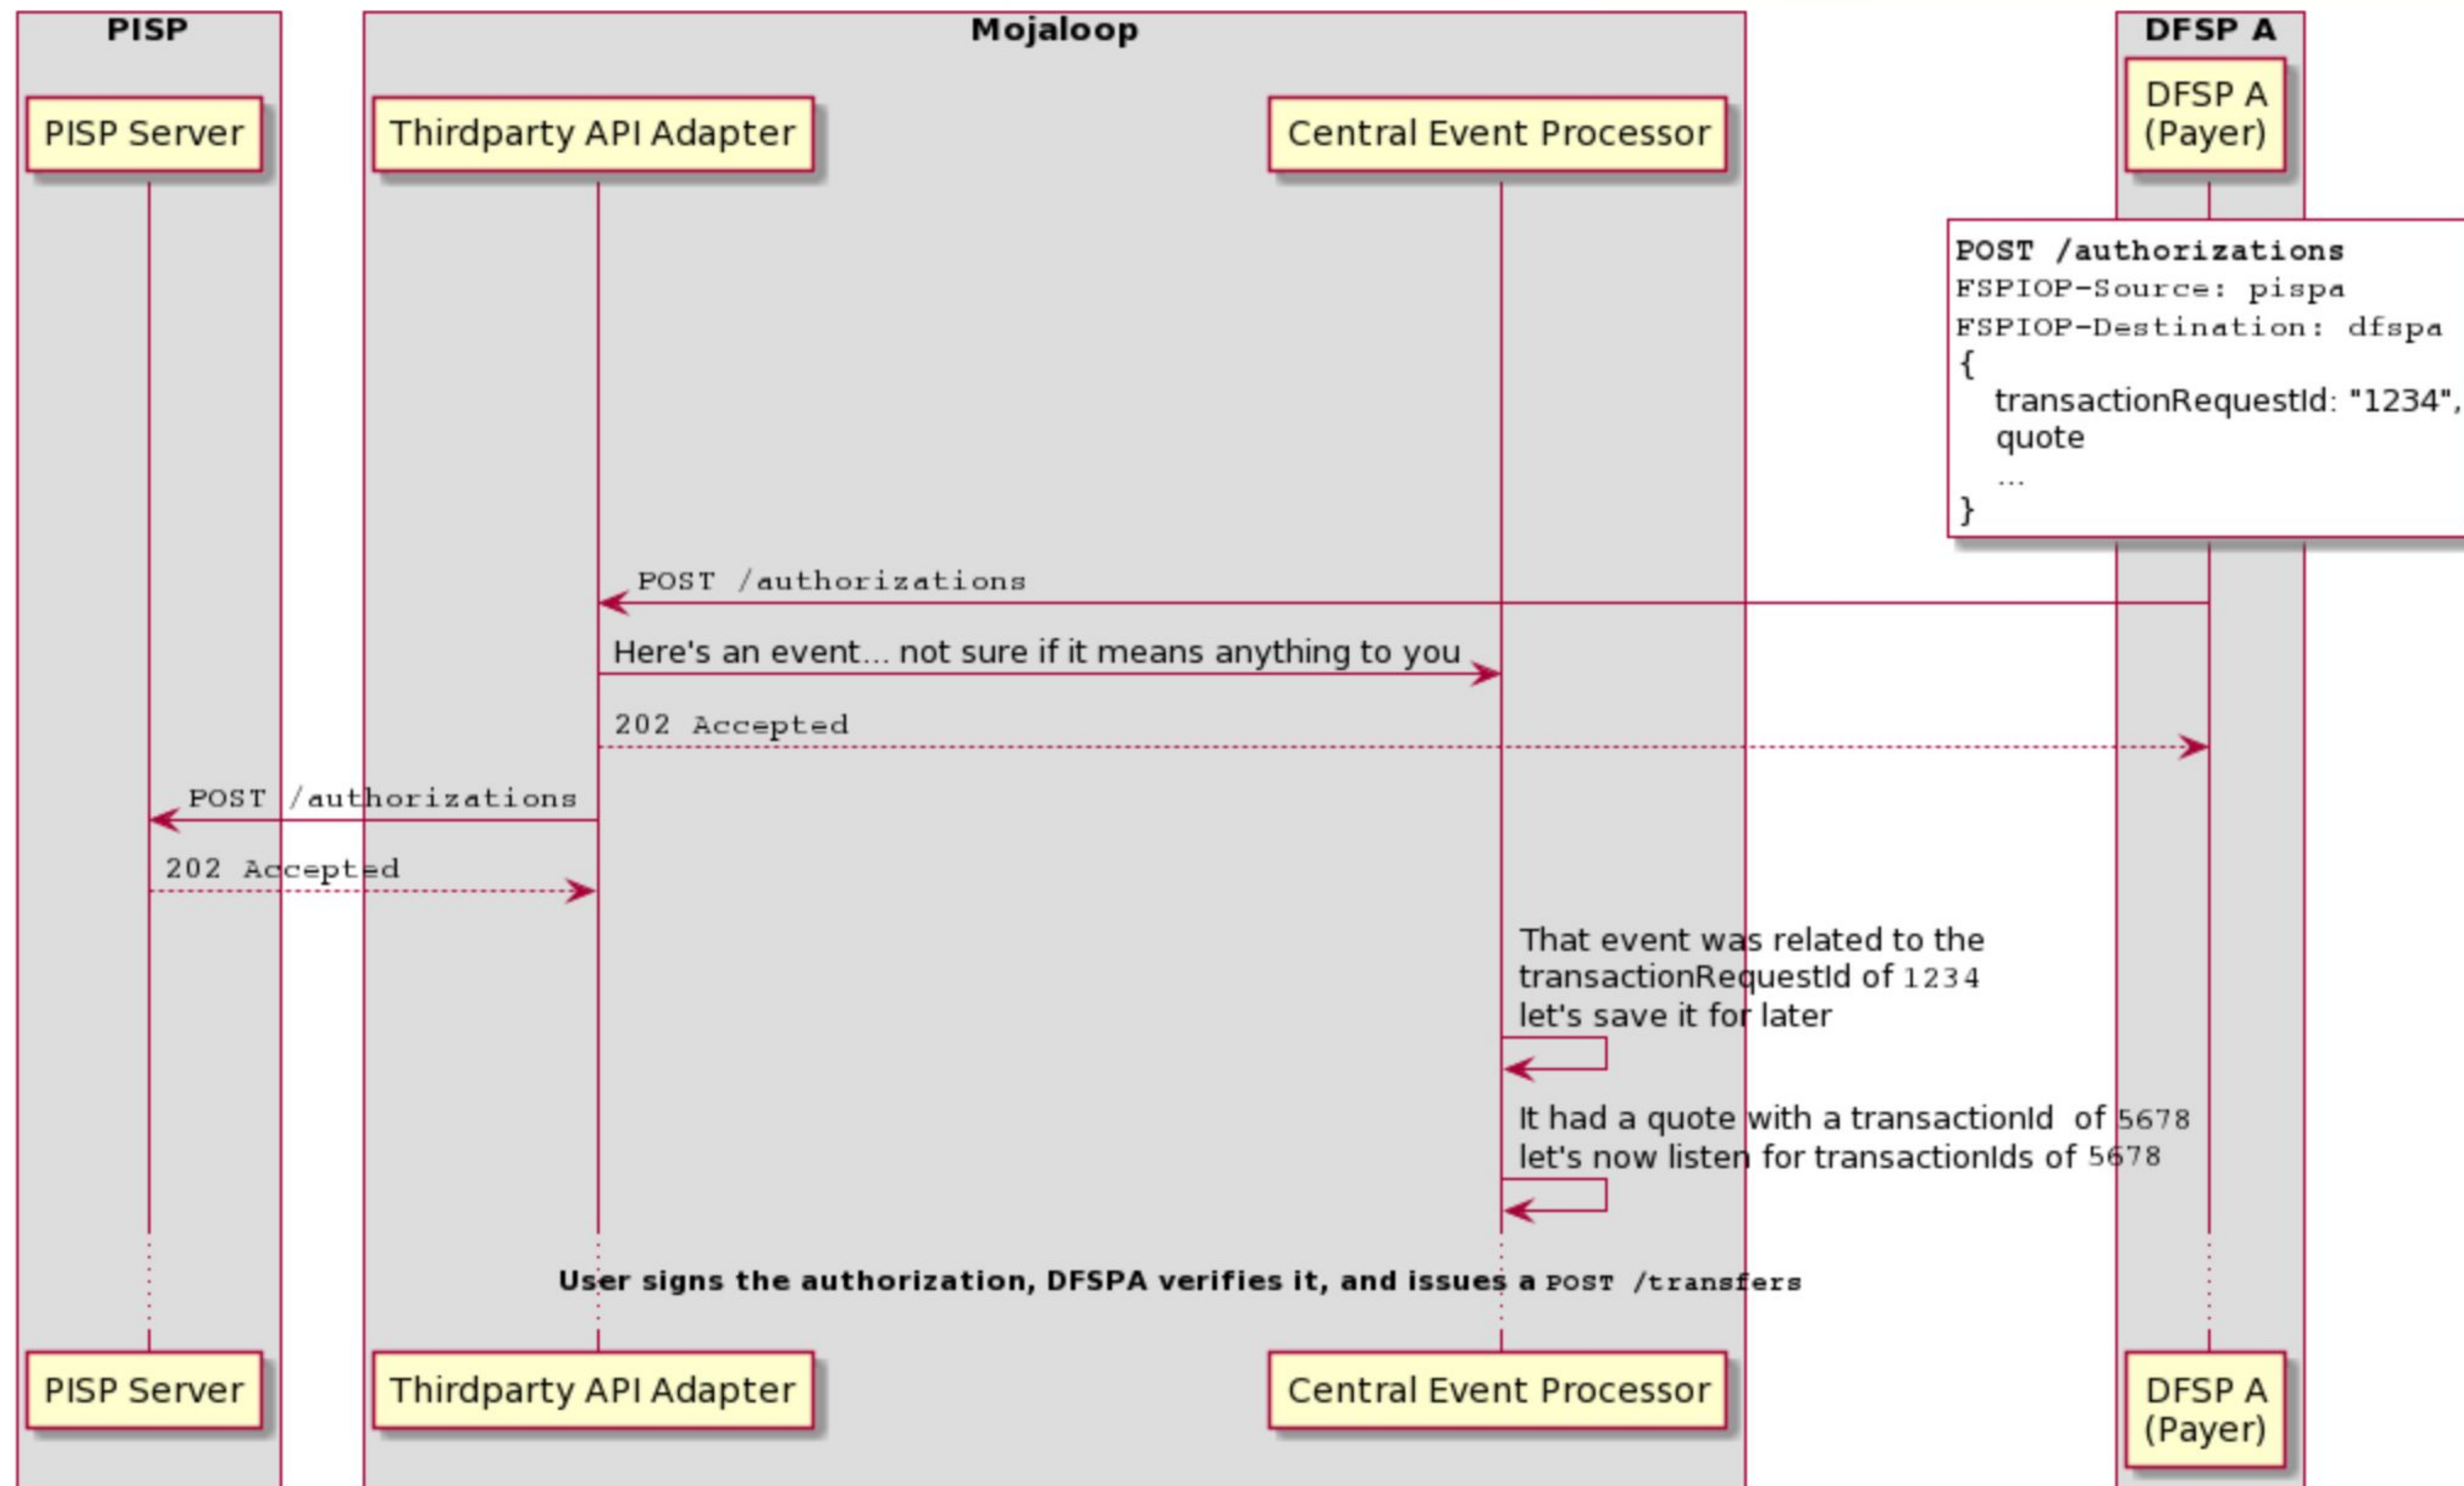 PISP
Mojaloop
DFSP A
PISP Server
Thirdparty API Adapter
Central Event Processor
DFSP A
(Payer)
POST /authorizations
FSPIOP-Source: pispa
FSPIOP-Destination: dfspa
{
transactionRequestId: "1234",
quote
...
}
POST /authorizations
Here's an event... not sure if it means anything to you
202 Accepted
POST /authorizations
202 Accepted
That event was related to the
transactionRequestId of 1234
let's save it for later
It had a quote with a transactionId  of 5678
let's now listen for transactionIds of 5678
User signs the authorization, DFSPA verifies it, and issues a POST /transfers
PISP Server
Thirdparty API Adapter
Central Event Processor
DFSP A
(Payer)